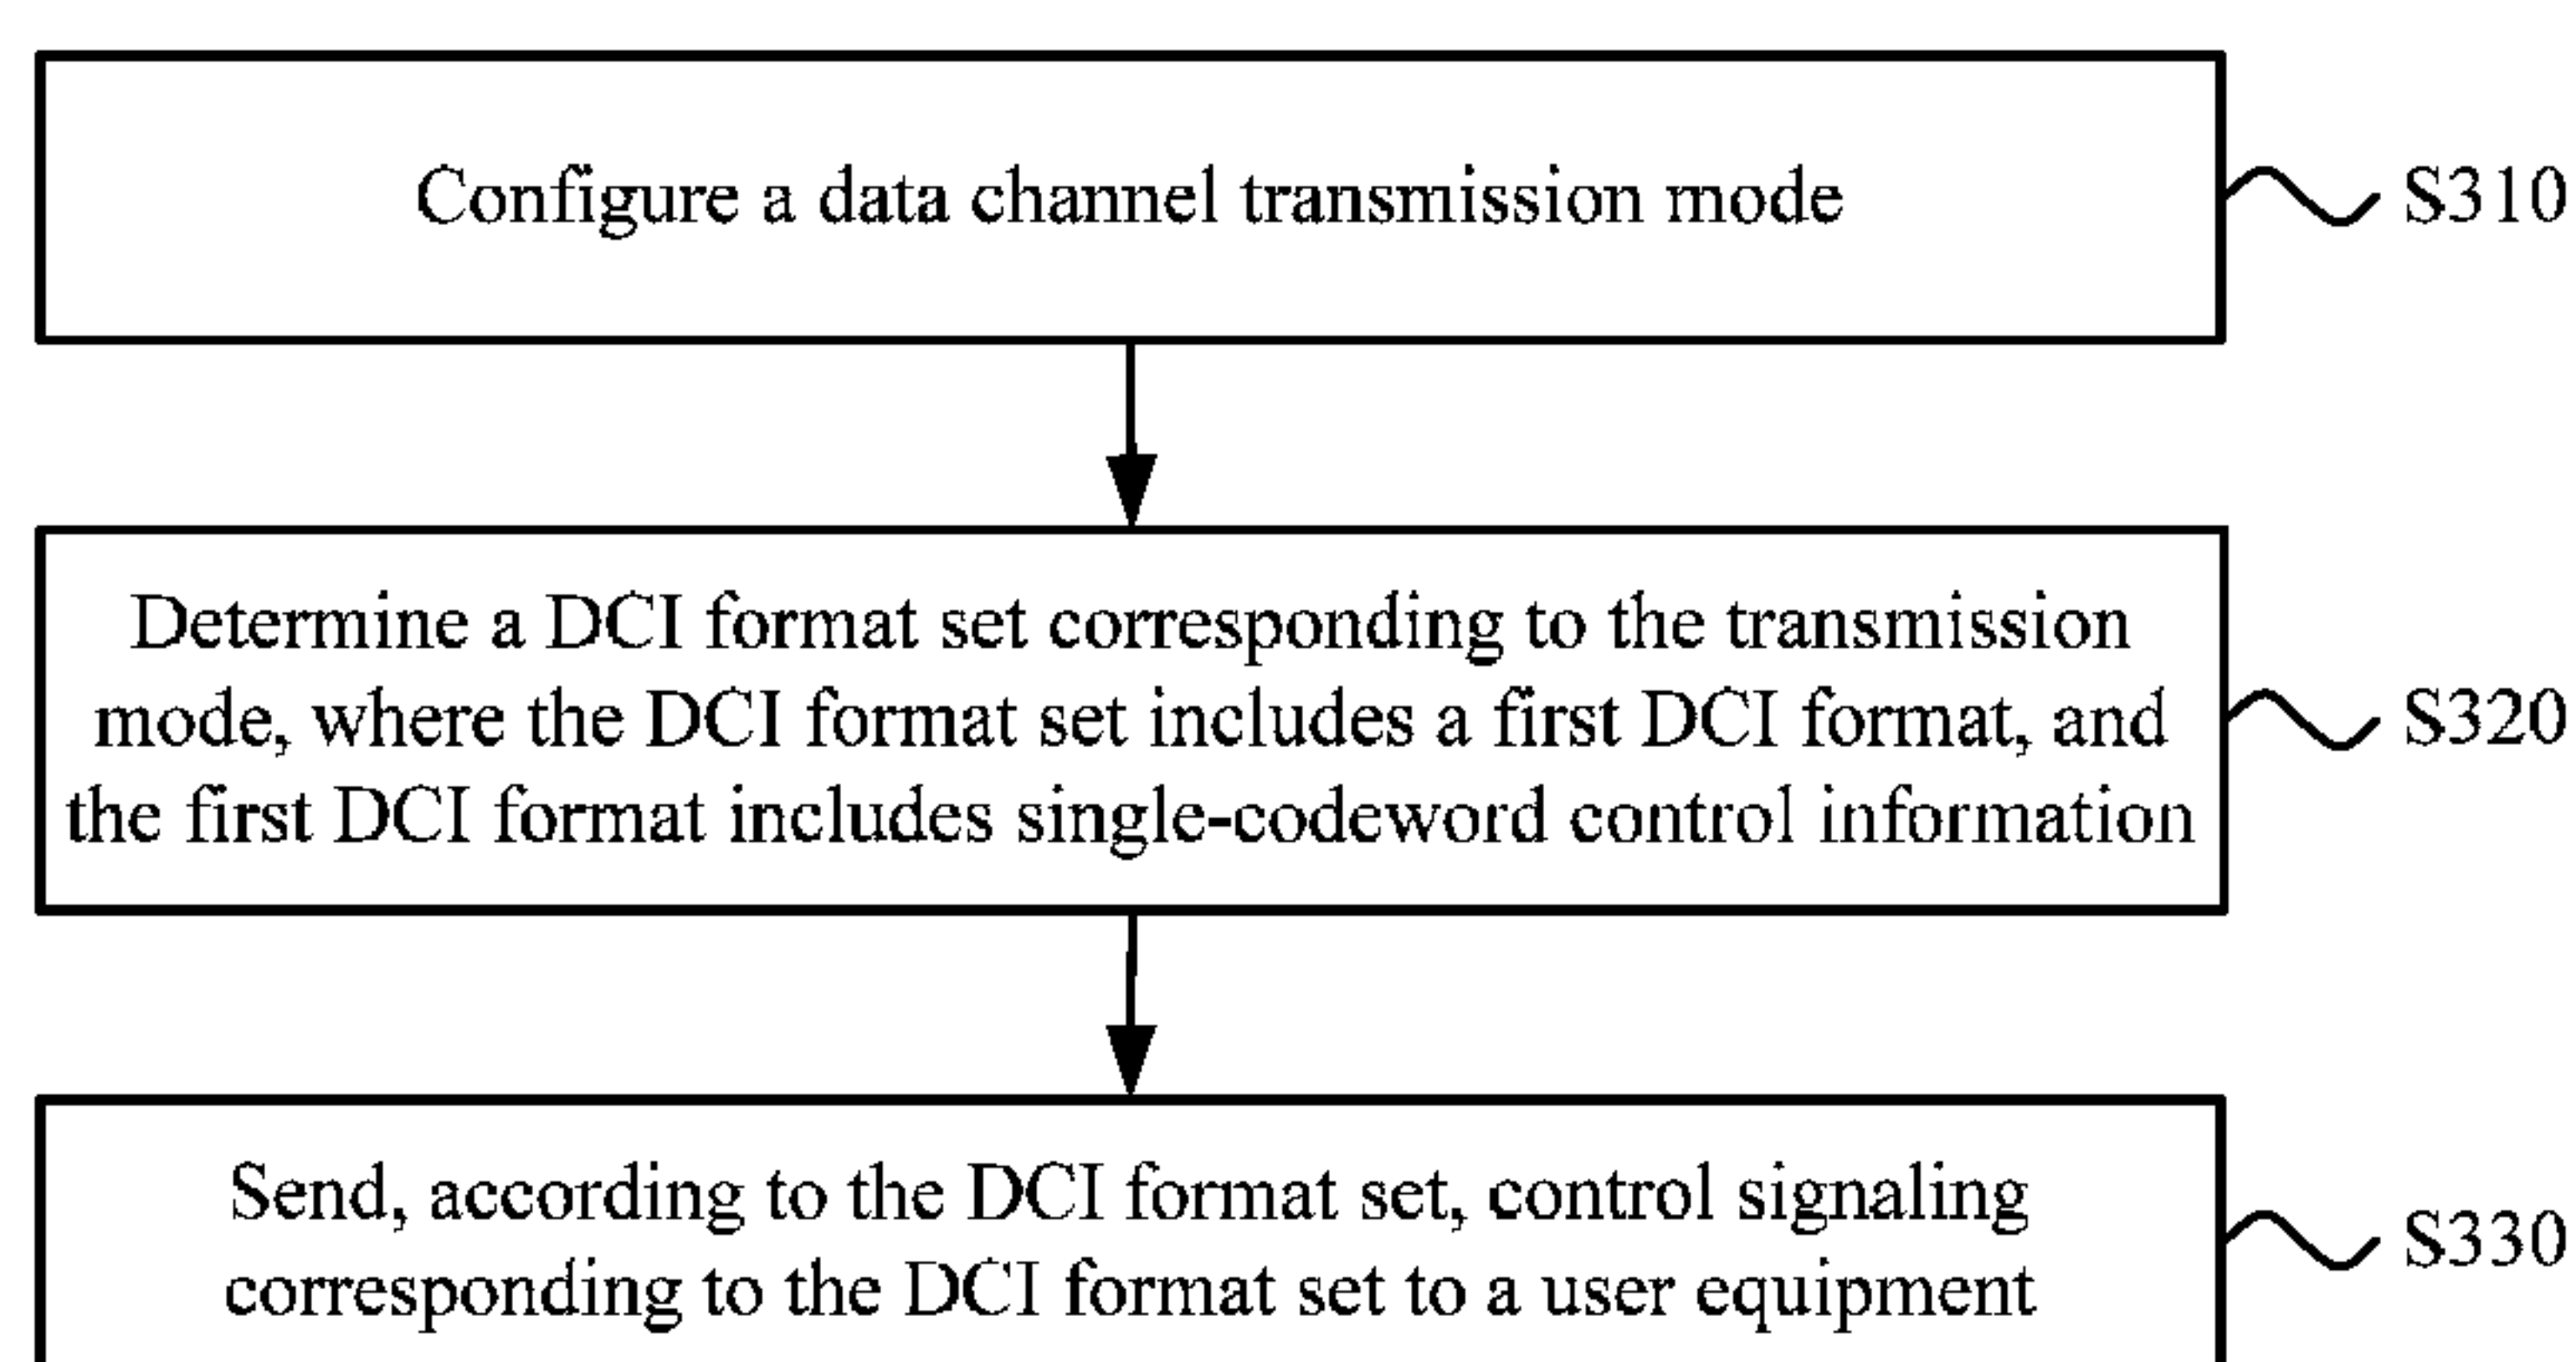 Configure a data channel transmission mode
S310
Determine a DCI format set corresponding to the transmission
mode, where the DCI format set includes a first DCI format, and
the first DCI format includes single-codeword control information
S320
Send, according to the DCI format set, control signaling
corresponding to the DCI format set to a user equipment
S330